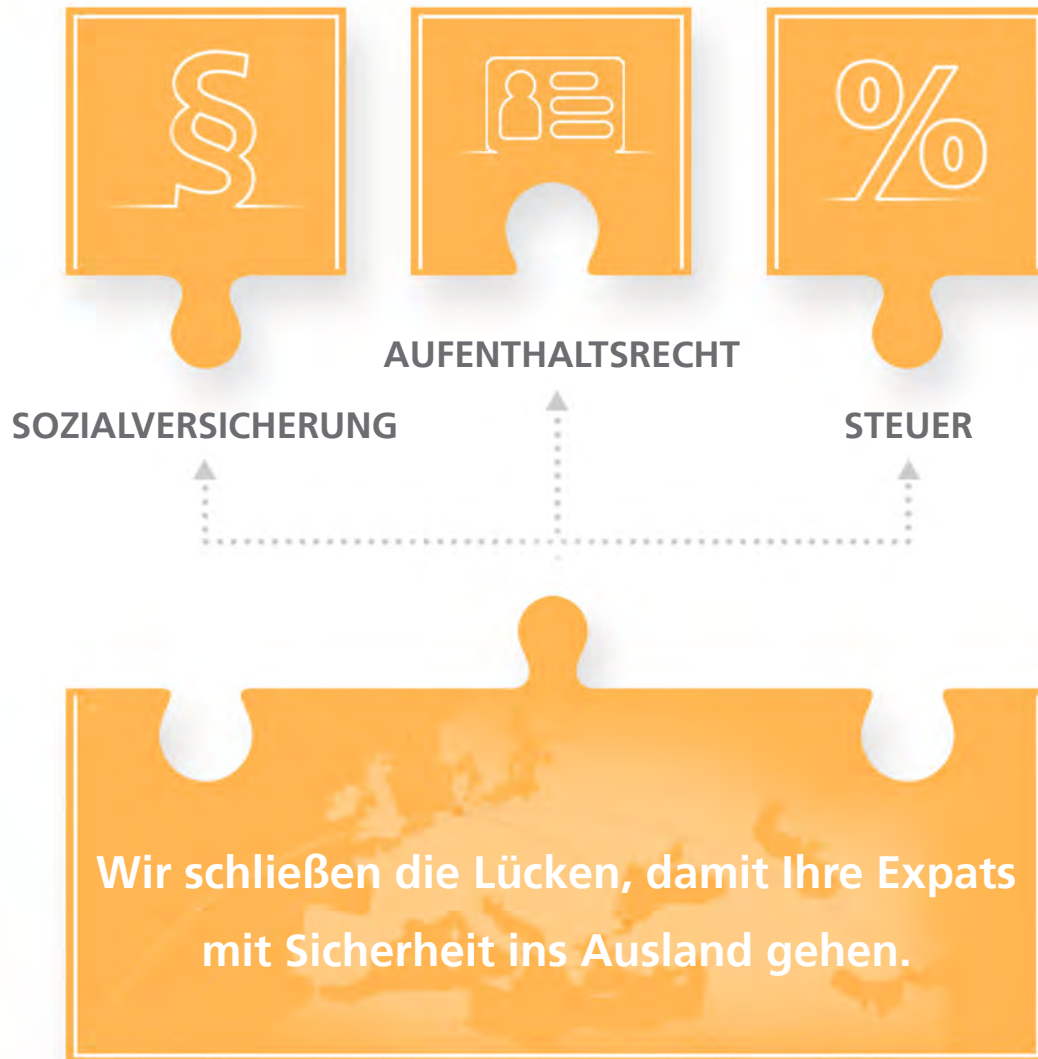 §
%
AUFENTHALTSRECHT
SOZIALVERSICHERUNG
STEUER
Wir schließen die Lücken, damit Ihre Expats
mit Sicherheit ins Ausland gehen.